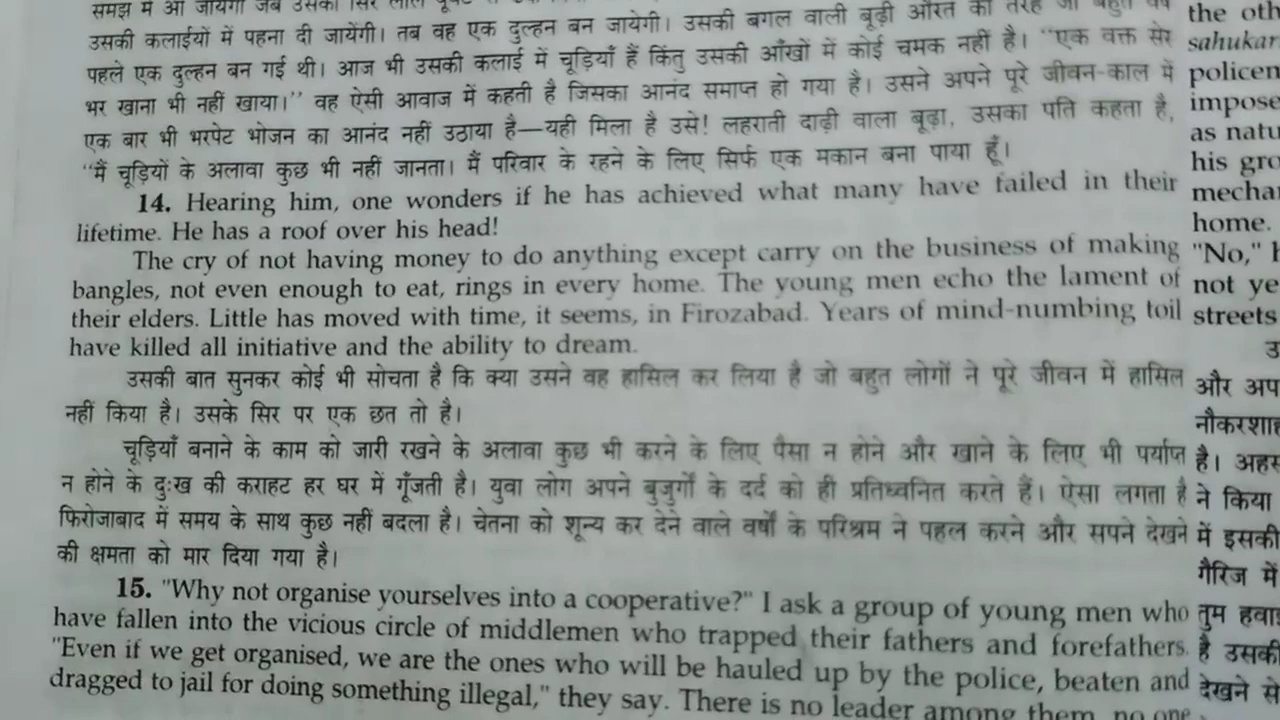 समझ में आ जायेगी जब उसका सिर लाल
उसकी कलाईयों में पहना दी जायेंगी। तब वह एक दुल्हन बन जायेगी। उसकी बगल वाली बूढ़ी औरत की तरह जो बहुत वर्ष
पहले एक दुल्हन बन गई थी। आज भी उसकी कलाई में चूड़ियाँ हैं किंतु उसकी आँखों में कोई चमक नहीं है। "एक वक्त सेर
भर खाना भी नहीं खाया।" वह ऐसी आवाज में कहती है जिसका आनंद समाप्त हो गया है। उसने अपने पूरे जीवन-काल में
एक बार भी भरपेट भोजन का आनंद नहीं उठाया है—यही मिला है उसे! लहराती दाढ़ी वाला बूढ़ा, उसका पति कहता है,
"मैं चूड़ियों के अलावा कुछ भी नहीं जानता। मैं परिवार के रहने के लिए सिर्फ एक मकान बना पाया हूँ।
14. Hearing him, one wonders if he has achieved what many have failed in their
lifetime. He has a roof over his head!
The cry of not having money to do anything except carry on the business of making
bangles, not even enough to eat, rings in every home. The young men echo the lament of
their elders. Little has moved with time, it seems, in Firozabad. Years of mind-numbing toil
have killed all initiative and the ability to dream.
उसकी बात सुनकर कोई भी सोचता है कि क्या उसने वह हासिल कर लिया है जो बहुत लोगों ने पूरे जीवन में हासिल
नहीं किया है। उसके सिर पर एक छत तो है।
चूड़ियाँ बनाने के काम को जारी रखने के अलावा कुछ भी करने के लिए पैसा न होने और खाने के लिए भी पर्याप्त
न होने के दुःख की कराहट हर घर में गूँजती है। युवा लोग अपने बुजुर्गों के दर्द को ही प्रतिध्वनित करते हैं। ऐसा लगता है
फिरोजाबाद में समय के साथ कुछ नहीं बदला है। चेतना को शून्य कर देने वाले वर्षों के परिश्रम ने पहल करने और सपने देखने
की क्षमता को मार दिया गया है।
15. "Why not organise yourselves into a cooperative?" I ask a group of young men who
have fallen into the vicious circle of middlemen who trapped their fathers and forefathers.
"Even if we get organised, we are the ones who will be hauled up by the police, beaten and
dragged to jail for doing something illegal," they say. There is no leader among them, no one
the oth
sahukar
policen
impose
as natu
his gro
mechan
home.
"No," h
not ye
streets
उ
और अप
नौकरशाह
है। अहस
ने किया
में इसकी
गैरिज में
तुम हवा
है उसकी
देखने से